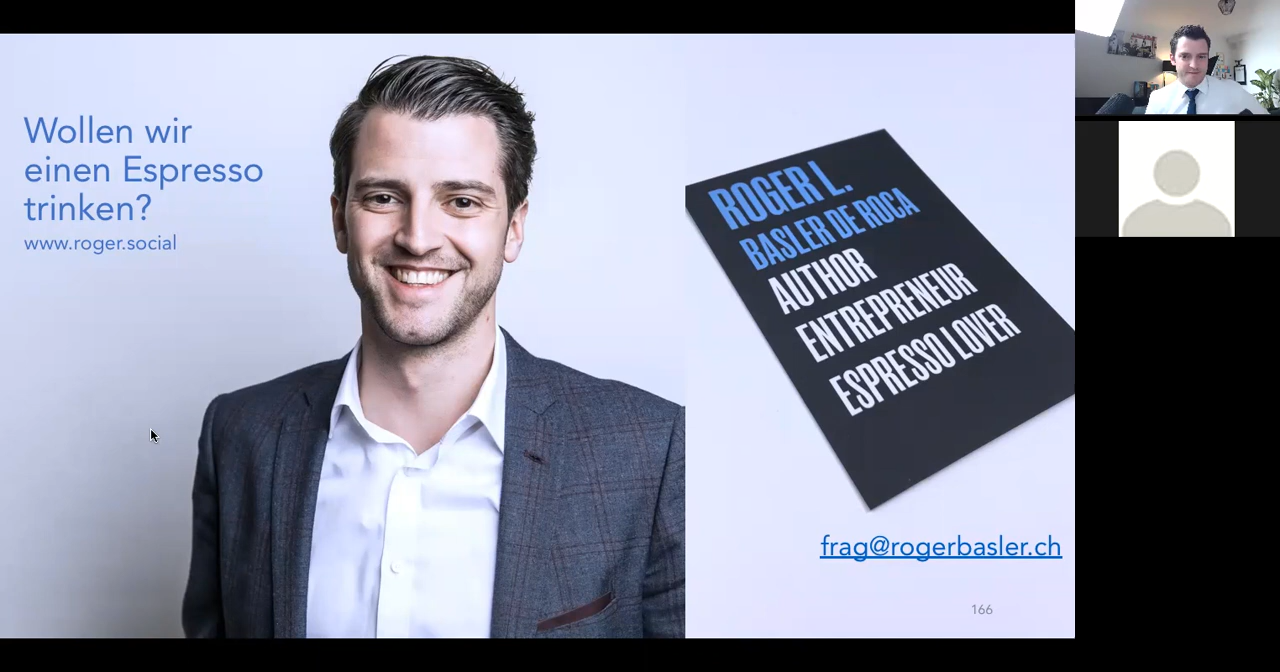 Wollen wir
einen Espresso
trinken?
www.roger.social
ROGER L.
BASLER DE ROCA
AUTHOR
ENTREPRENEUR
ESPRESSO LOVER
frag@rogerbasler.ch
166